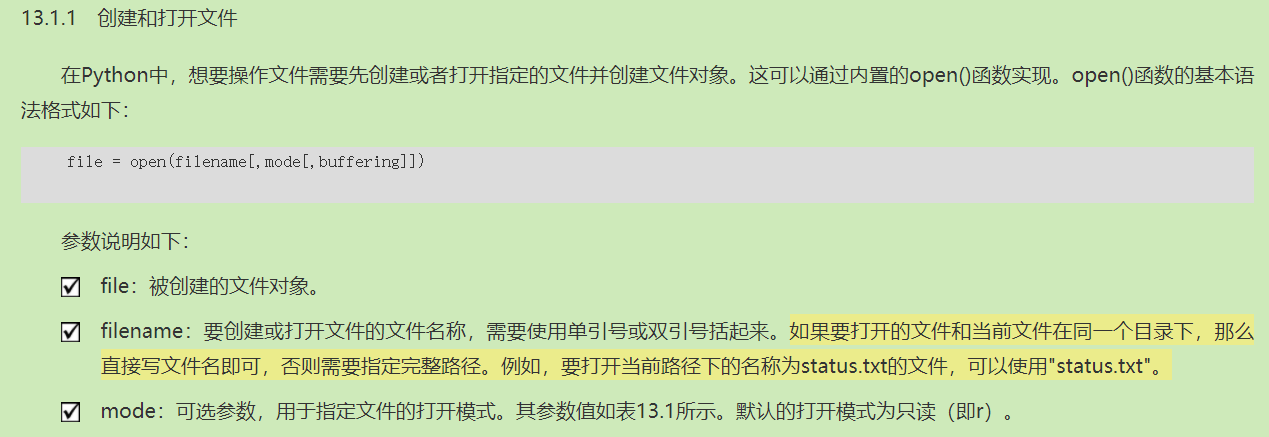 13.1.1 创建和打开文件
在Python中，想要操作文件需要先创建或者打开指定的文件并创建文件对象。这可以通过内置的open()函数实现。open()函数的基本语
法格式如下：
file = open(filename[,mode[,buffering]])
参数说明如下：
file：被创建的文件对象。
filename：要创建或打开文件的文件名称，需要使用单引号或双引号括起来。如果要打开的文件和当前文件在同一个目录下，那么
直接写文件名即可，否则需要指定完整路径。例如，要打开当前路径下的名称为status.txt的文件，可以使用"status.txt"。
mode：可选参数，用于指定文件的打开模式。其参数值如表13.1所示。默认的打开模式为只读（即r）。